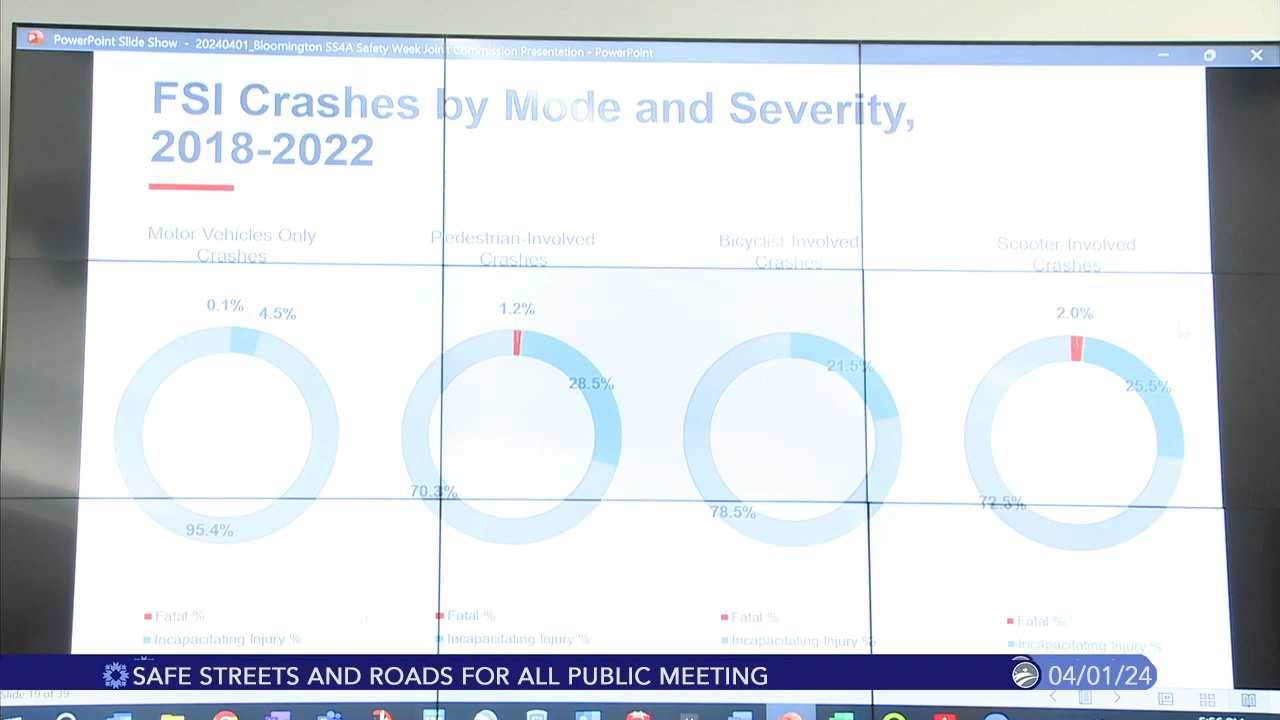 PowerPoint Slide Show - 20240401_Bloomington SS4A Safety Week Joint Commission Presentation - PowerPoint
FSI Crashes by Mode and Severity,
2018-2022
Motor Vehicles Only
Crashes
Pedestrian-Involved
Crashes
Bicyclist-Involved
Crashes
Scooter-Involved
Crashes
0.1%
4.5%
95.4%
1.2%
28.5%
70.3%
21.5%
78.5%
2.0%
25.5%
72.5%
Fatal %
Incapacitating Injury %
Fatal %
Incapacitating Injury %
Fatal %
Incapacitating Injury %
Fatal %
Incapacitating Injury %
SAFE STREETS AND ROADS FOR ALL PUBLIC MEETING
04/01/24
Slide 19 of 39